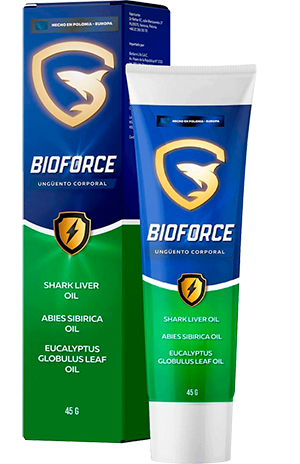 HECHO EN POLONIA - EUROPA
BIOFORCE
UNGÜENTO CORPORAL
SHARK LIVER
OIL
ABIES SIBIRICA
OIL
EUCALYPTUS
GLOBULUS LEAF
OIL
45 G
HECHO EN POLONIA - EUROPA
BIOFORCE
UNGÜENTO CORPORAL
SHARK LIVER OIL
ABIES SIBIRICA OIL
EUCALYPTUS
GLOBULUS LEAF OIL
45 G